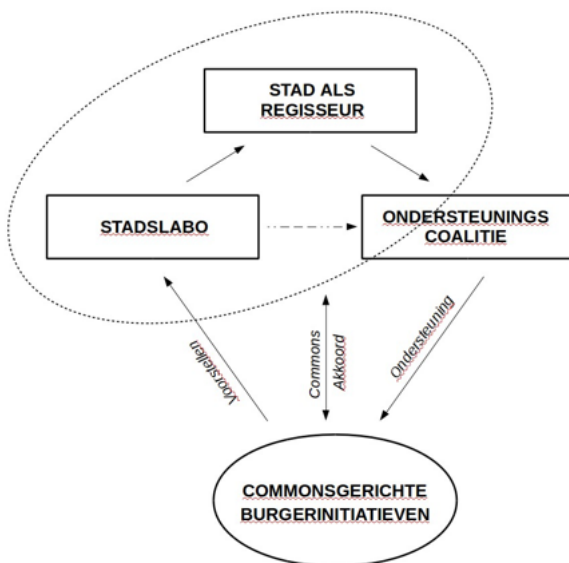 STAD ALS
REGISSEUR
STADSLABO
ONDERSTEUNINGS
COALITIE
Voorstellen
Commons
Akkoord
Ondersteuning
COMMONSGERICHTE
BURGERINITIATIEVEN